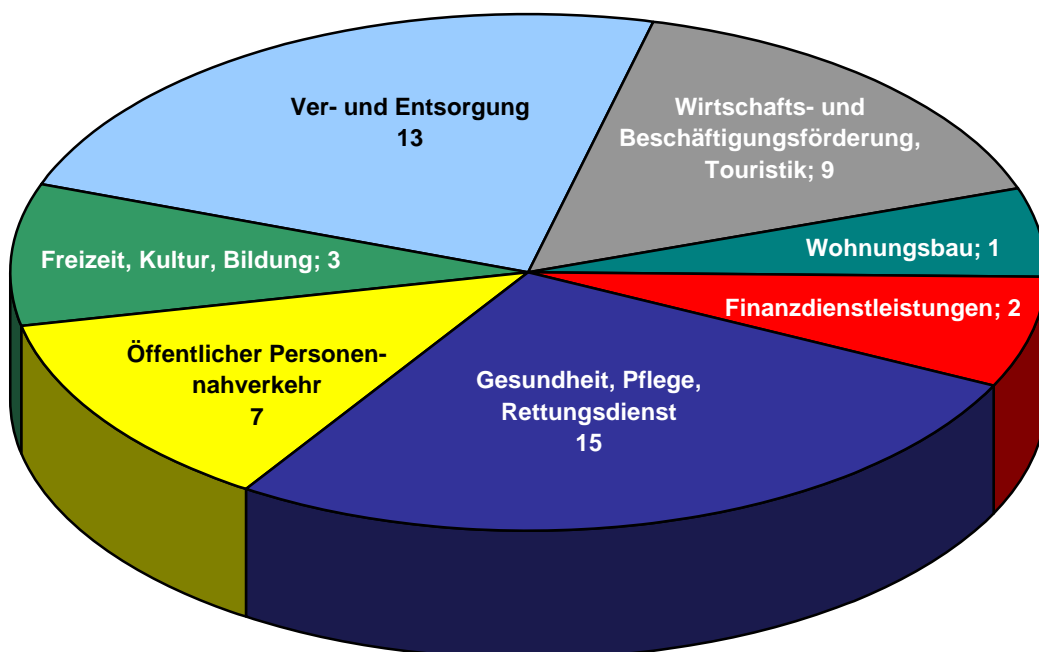 Ver- und Entsorgung
13
Wirtschafts- und
Beschäftigungsförderung,
Touristik; 9
Wohnungsbau; 1
Freizeit, Kultur, Bildung; 3
Finanzdienstleistungen; 2
Öffentlicher Personen-
nahverkehr
7
Gesundheit, Pflege,
Rettungsdienst
15